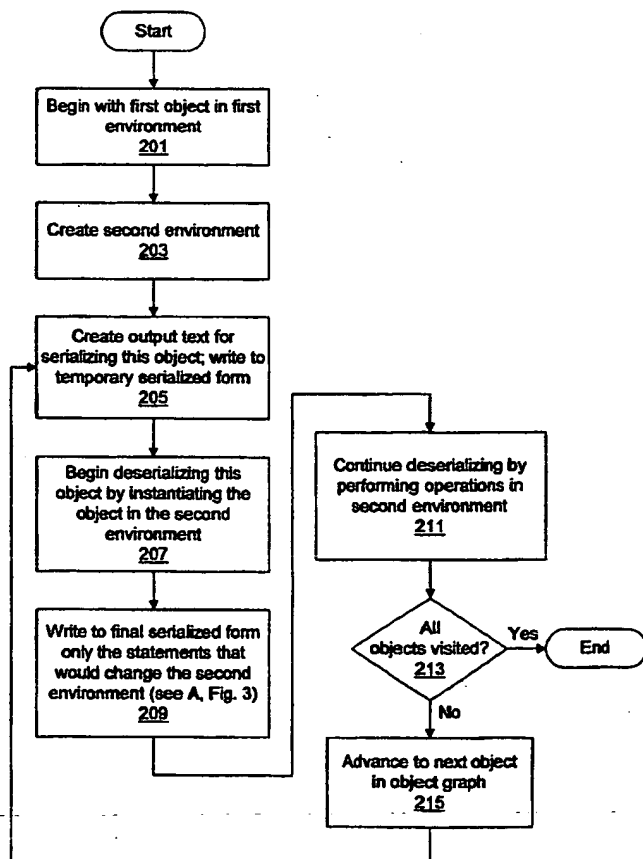 Start
Begin with first object in first
environment
201
Create second environment
203
Create output text for
serializing this object; write to
temporary serialized form
205
Begin deserializing this
object by instantiating the
object in the second
environment
207
Write to final serialized form
only the statements that
would change the second
environment (see A, Fig. 3)
209
Continue deserializing by
performing operations in
second environment
211
All
objects visited?
213
Yes
End
No
Advance to next object
in object graph
215